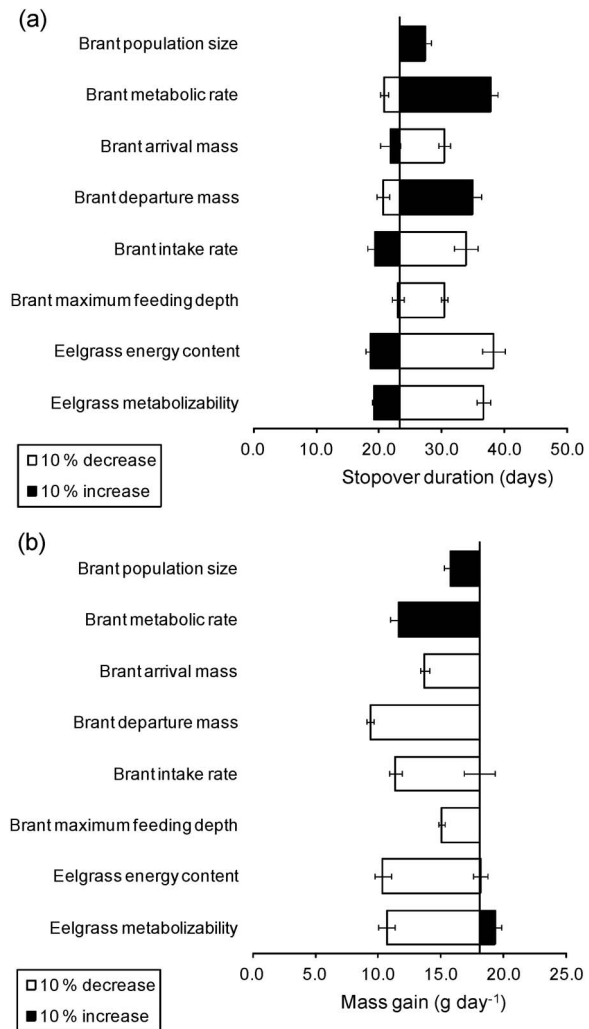 (a)
Brant population size
Brant metabolic rate
Brant arrival mass
Brant departure mass
Brant intake rate
Brant maximum feeding depth
Eelgrass energy content
Eelgrass metabolizability
0.0 10.0 20.0 30.0 40.0 50.0
Stopover duration (days)
10 % decrease
10 % increase
(b)
Brant population size
Brant metabolic rate
Brant arrival mass
Brant departure mass
Brant intake rate
Brant maximum feeding depth
Eelgrass energy content
Eelgrass metabolizability
0.0 10.0 15.0 20.0 25.0
Mass gain (g day⁻¹)
10 % decrease
10 % increase